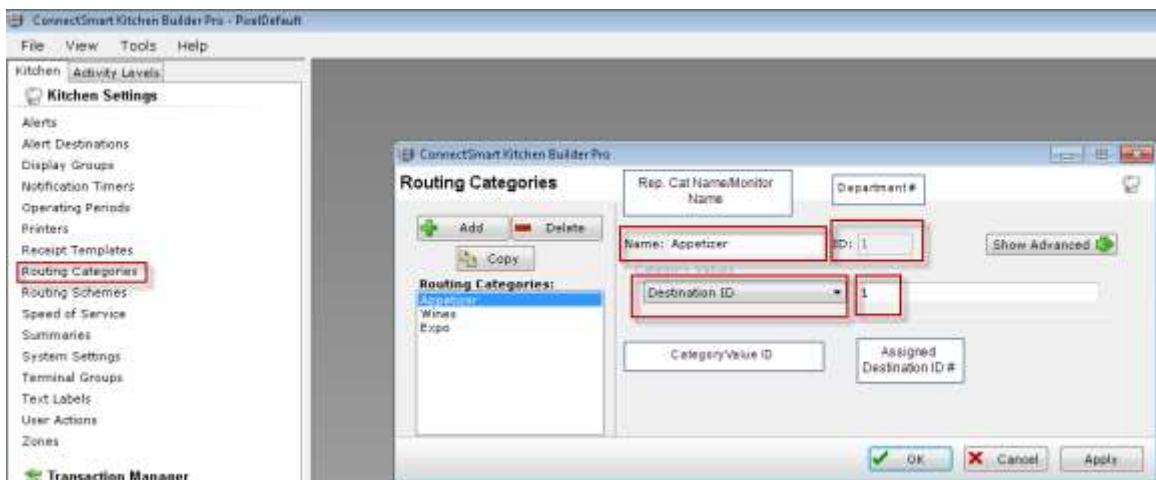 ConnectSmart Kitchen Builder Pro - PixelDefault
File View Tools Help
Kitchen Activity Levels
Kitchen Settings
Alerts
Alert Destinations
Display Groups
Notification Timers
Operating Periods
Printers
Receipt Templates
Routing Categories
Routing Schemes
Speed of Service
Summaries
System Settings
Terminal Groups
Text Labels
User Actions
Zones
Transaction Manager
ConnectSmart Kitchen Builder Pro
Routing Categories
Rep. Cat Name/Monitor
Name
Department #
Add Delete
Copy
Name: Appetizer ID: 1 Show Advanced
Category Values
Routing Categories:
Appetizer
Wines
Expo
Destination ID 1
CategoryValue ID
Assigned
Destination ID #
OK Cancel Apply